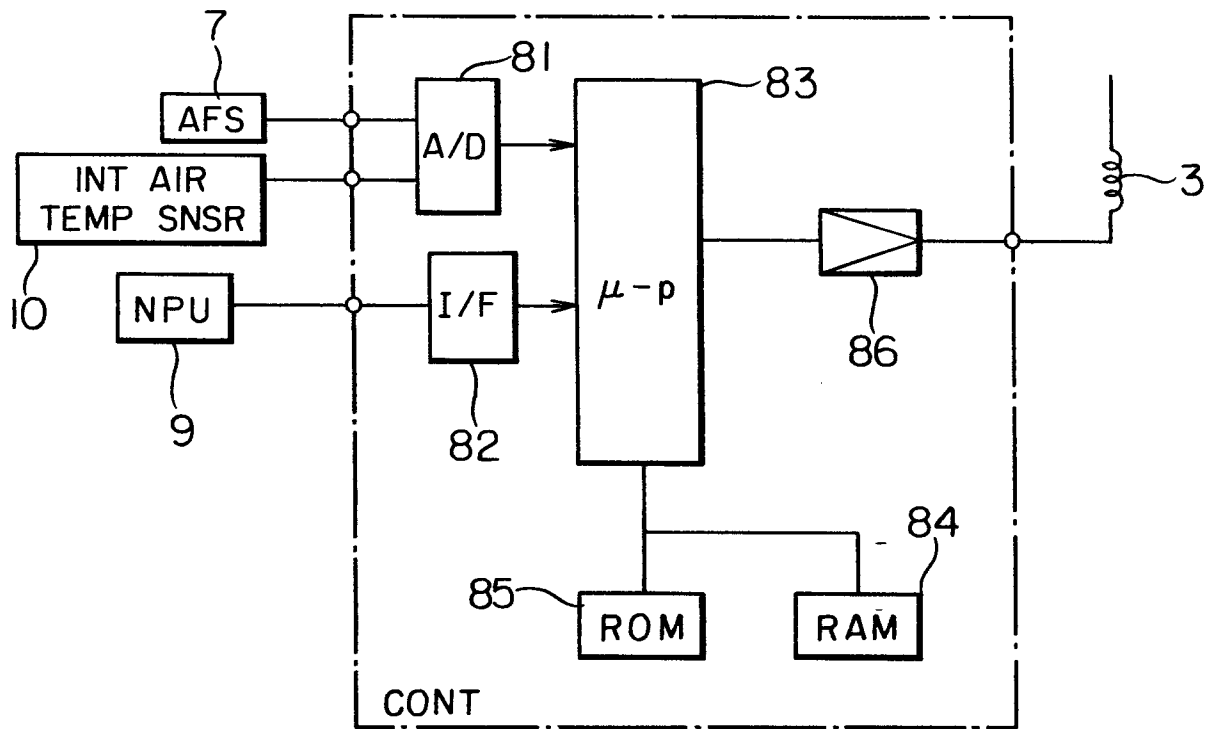 7
81
83
AFS
A/D
3
INT AIR
TEMP SNSR
10
NPU
I/F
μ-p
86
9
82
84
85
ROM
RAM
CONT